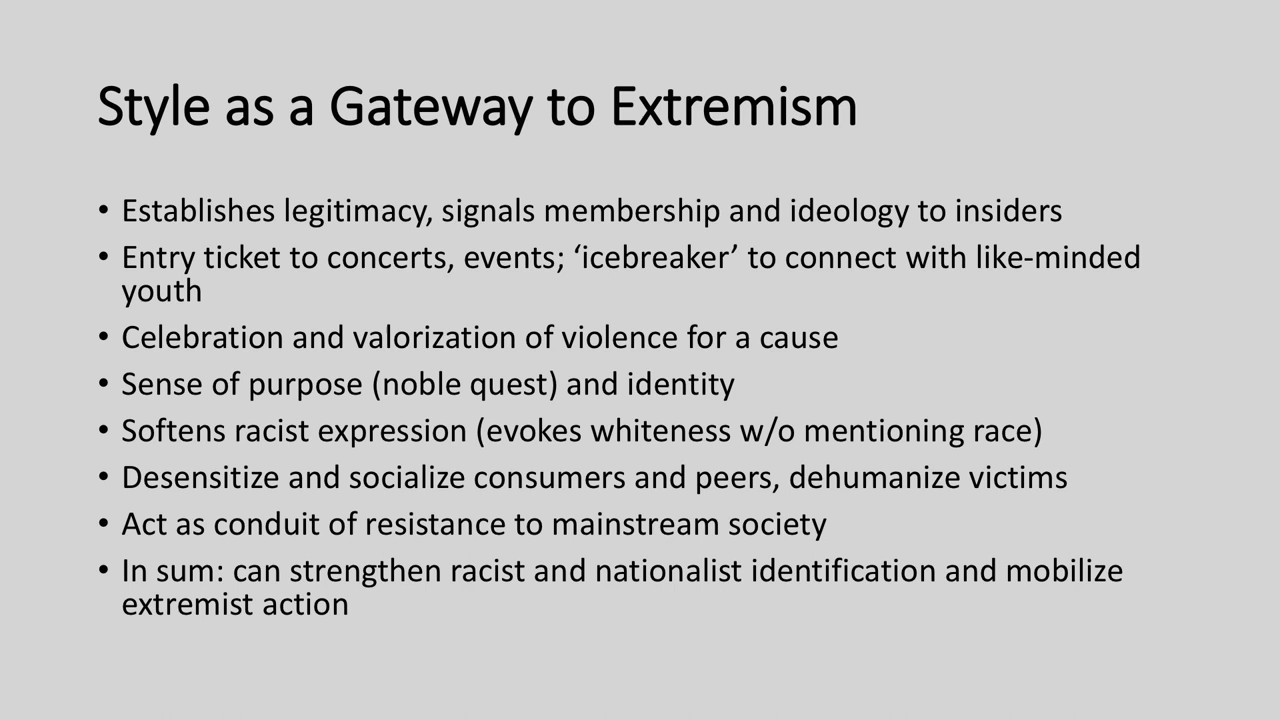 Style as a Gateway to Extremism
• Establishes legitimacy, signals membership and ideology to insiders
• Entry ticket to concerts, events; ‘icebreaker’ to connect with like-minded
youth
• Celebration and valorization of violence for a cause
• Sense of purpose (noble quest) and identity
• Softens racist expression (evokes whiteness w/o mentioning race)
• Desensitize and socialize consumers and peers, dehumanize victims
• Act as conduit of resistance to mainstream society
• In sum: can strengthen racist and nationalist identification and mobilize
extremist action